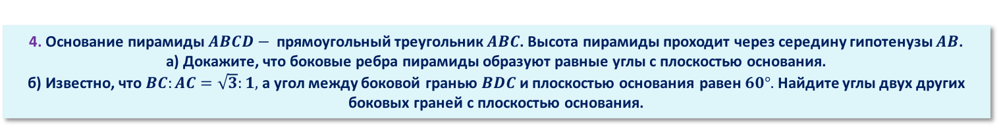 4. Основание пирамиды ABCD − прямоугольный треугольник ABC. Высота пирамиды проходит через середину гипотенузы AB.
а) Докажите, что боковые ребра пирамиды образуют равные углы с плоскостью основания.
б) Известно, что BC: AC = √3: 1, а угол между боковой гранью BDC и плоскостью основания равен 60°. Найдите углы двух других
боковых граней с плоскостью основания.